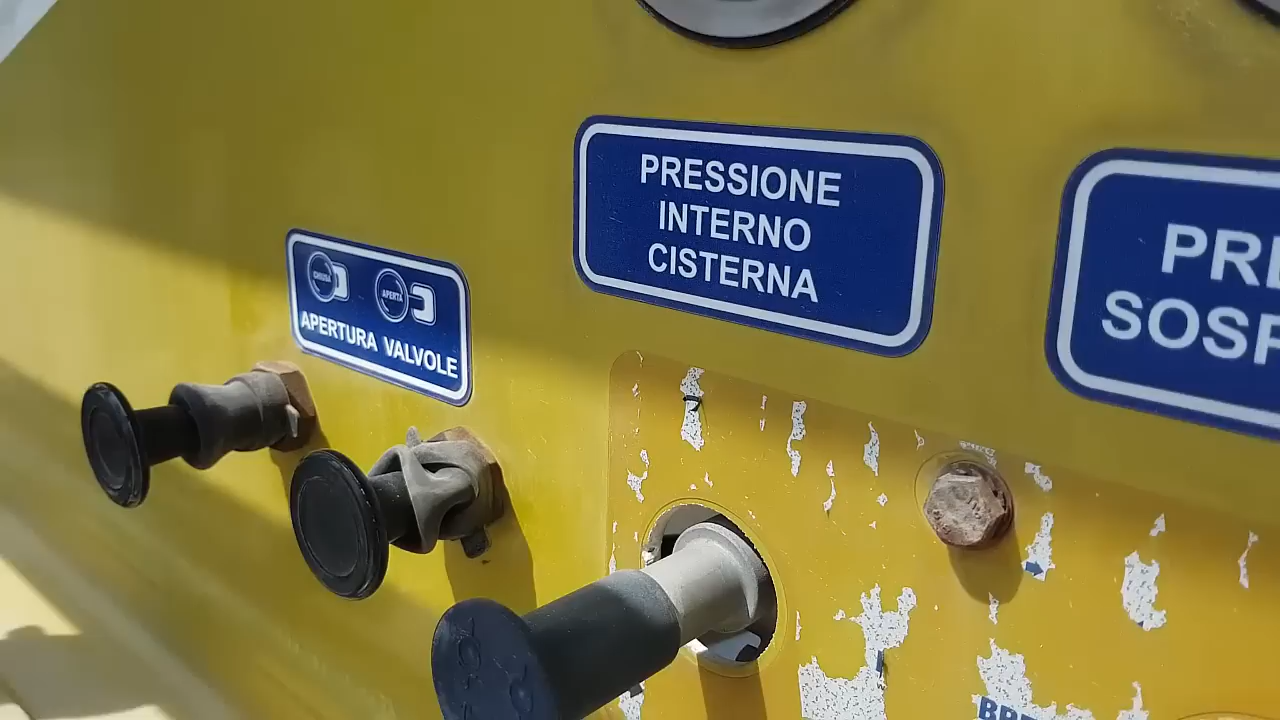 PRESSIONE
INTERNO
CISTERNA
CHIUSA APERTA
APERTURA VALVOLE
PRE
SOSP